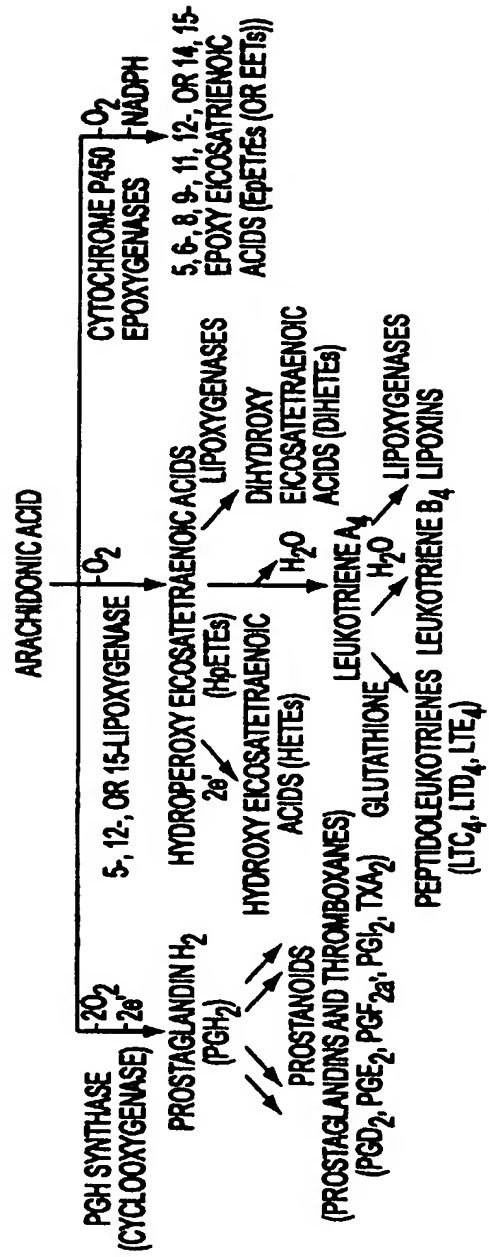 ARACHIDONIC ACID
PGH SYNTHASE
(CYCLOOXYGENASE)
-2O₂
-2e'
PROSTAGLANDIN H₂
(PGH₂)
PROSTANOIDS
(PROSTAGLANDINS AND THROMBOXANES)
(PGD₂, PGE₂, PGF₂ₐ, PGI₂, TXA₂)
5-, 12-, OR 15-LIPOXYGENASE
-O₂
HYDROPEROXY EICOSATETRAENOIC ACIDS
(HpETEs)
2e'
HYDROXY EICOSATETRAENOIC
ACIDS (HETEs)
LIPOXYGENASES
DIHYDROXY
EICOSATETRAENOIC
ACIDS (DIHETEs)
H₂O
LEUKOTRIENE A₄
GLUTATHIONE
PEPTIDOLEUKOTRIENES
(LTC₄, LTD₄, LTE₄)
H₂O
LEUKOTRIENE B₄
LIPOXYGENASES
LIPOXINS
CYTOCHROME P450
EPOXYGENASES
-O₂
-NADPH
5, 6-, 8, 9-, 11, 12-, OR 14, 15-
EPOXY EICOSATRIENOIC
ACIDS (EpETrEs (OR EETs))